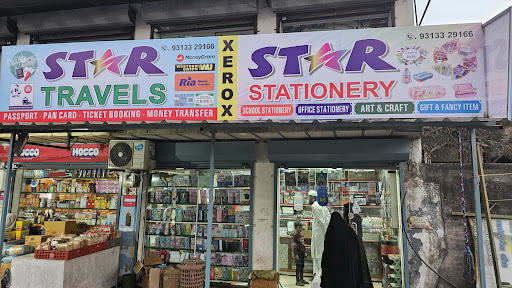 STAR
TRAVELS
PASSPORT - PAN CARD - TICKET BOOKING - MONEY TRANSFER
93133 29166
MoneyGram
Ria
XEROX
93133 29166
STAR
STATIONERY
SCHOOL STATIONERY OFFICE STATIONERY ART & CRAFT GIFT & FANCY ITEM
HOCCO